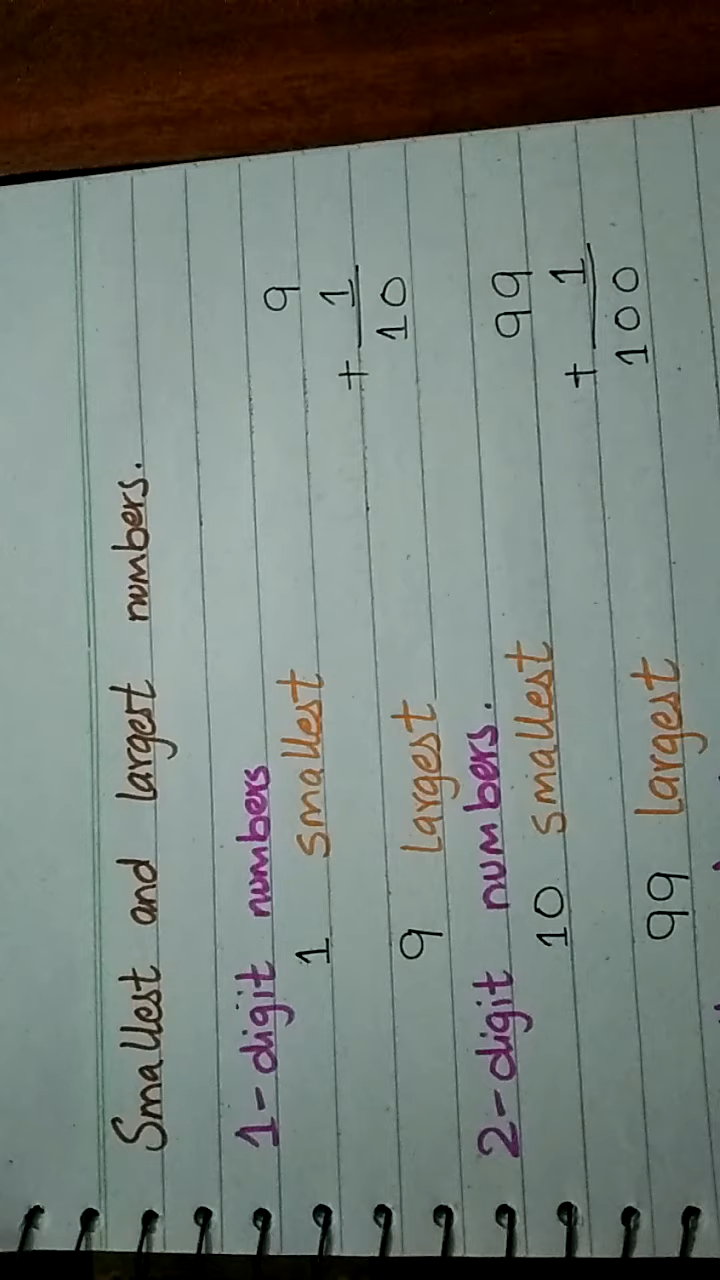 Smallest and largest numbers.
1-digit numbers
1 smallest 9
+ 1
9 largest 10
2-digit numbers. 99
10 smallest + 1
99 largest 100